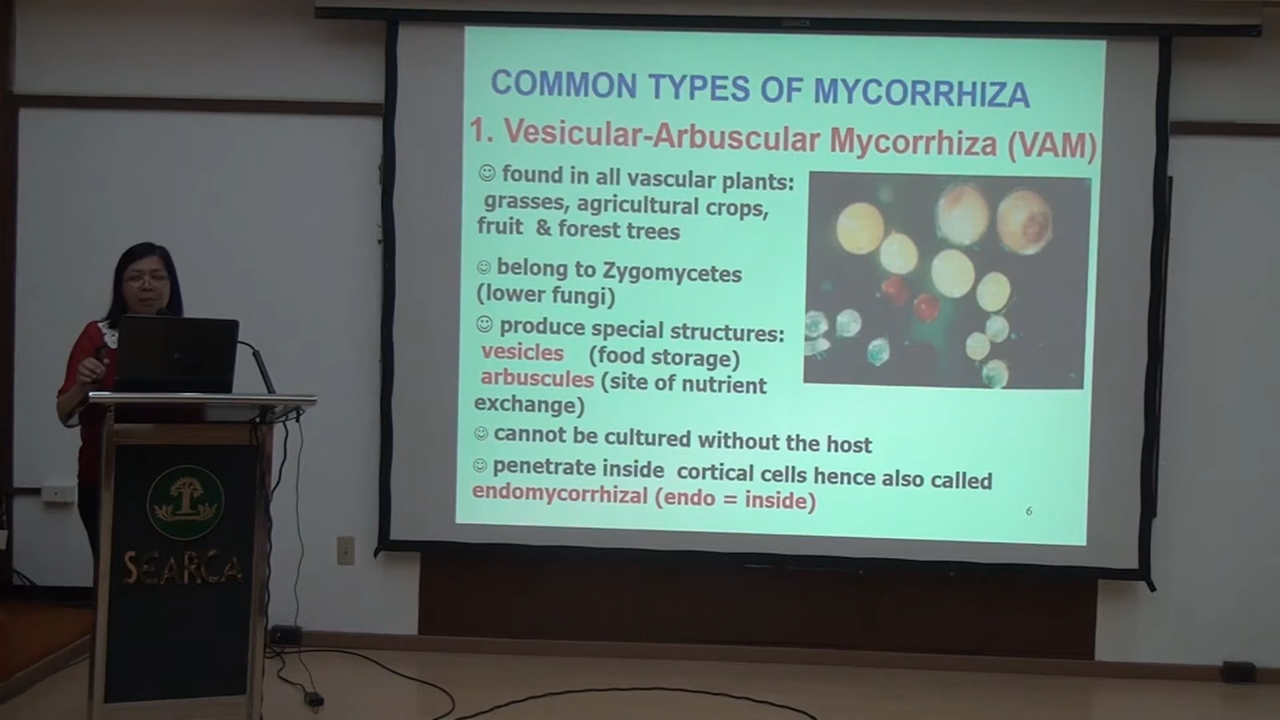 COMMON TYPES OF MYCORRHIZA
1. Vesicular-Arbuscular Mycorrhiza (VAM)
☺ found in all vascular plants:
grasses, agricultural crops,
fruit & forest trees
☺ belong to Zygomycetes
(lower fungi)
☺ produce special structures:
vesicles (food storage)
arbuscules (site of nutrient
exchange)
☺ cannot be cultured without the host
☺ penetrate inside cortical cells hence also called
endomycorrhizal (endo = inside)
6
SEARCA